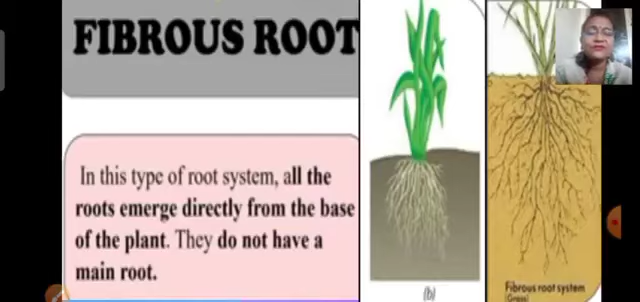 FIBROUS ROOT
In this type of root system, all the
roots emerge directly from the base
of the plant. They do not have a
main root.
(b)
Fibrous root system
(Grass)